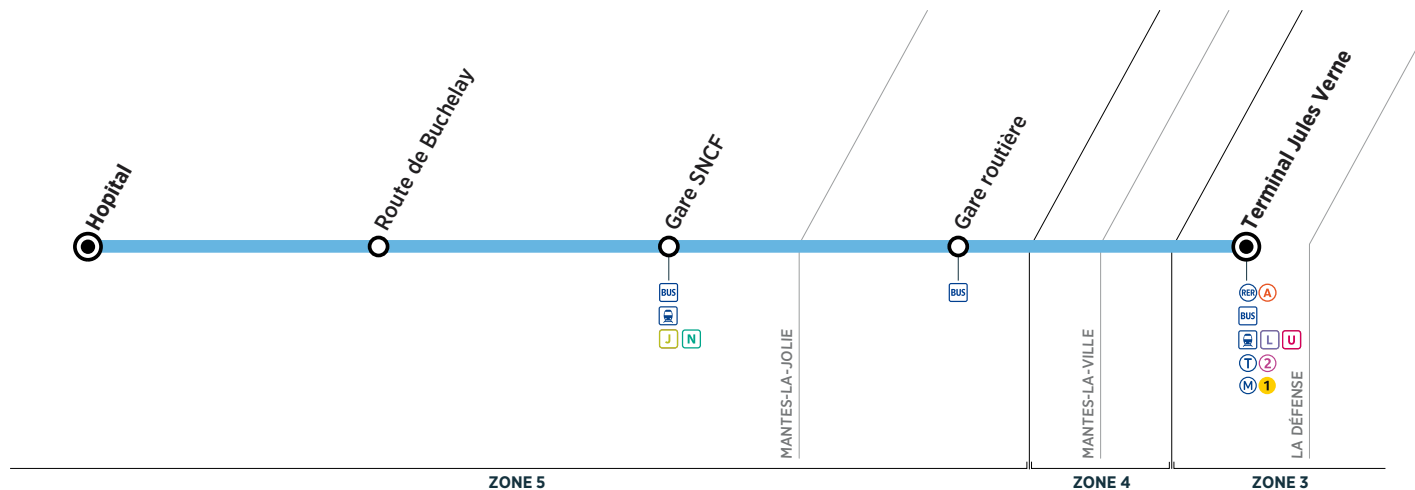 Hopital
Route de Buchelay
Gare SNCF
Gare routière
Terminal Jules Verne
BUS
J N
BUS
RER A
BUS
L U
T 2
M 1
MANTES-LA-JOLIE
MANTES-LA-VILLE
LA DÉFENSE
ZONE 5
ZONE 4
ZONE 3